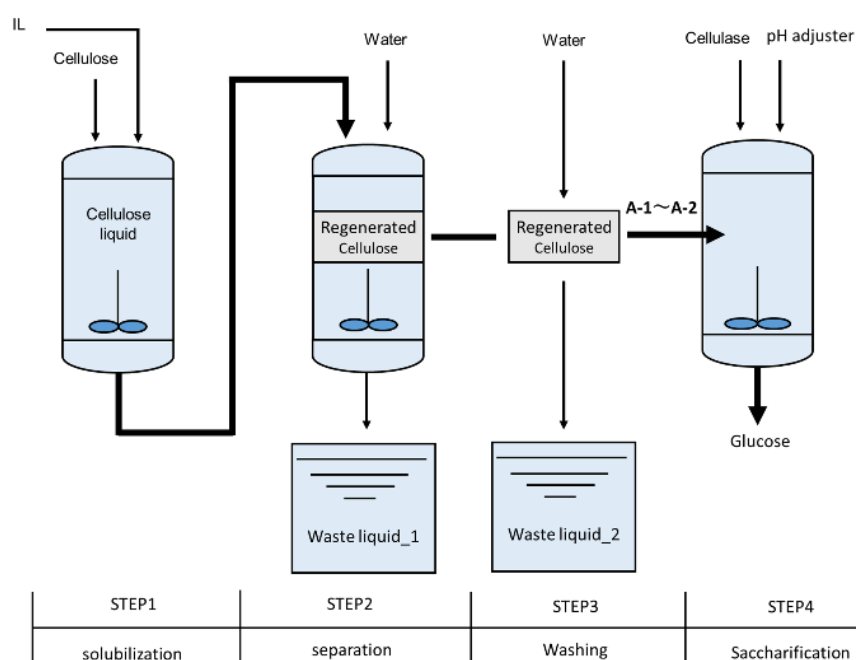 IL
Cellulose
Water
Water
Cellulase
pH adjuster
Cellulose
liquid
Regenerated
Cellulose
Regenerated
Cellulose
A-1～A-2
Glucose
Waste liquid_1
Waste liquid_2
STEP1
STEP2
STEP3
STEP4
solubilization
separation
Washing
Saccharification